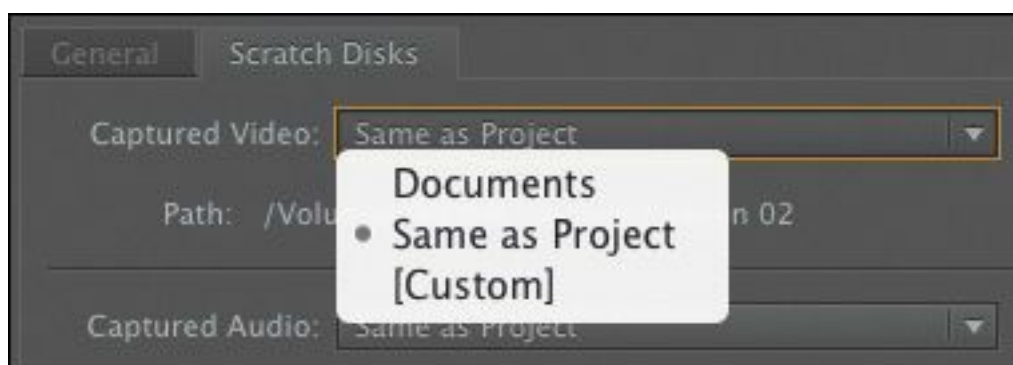 General Scratch Disks
Captured Video: Same as Project
Documents
Path: /Volu n 02
Same as Project
[Custom]
Captured Audio: Same as Project